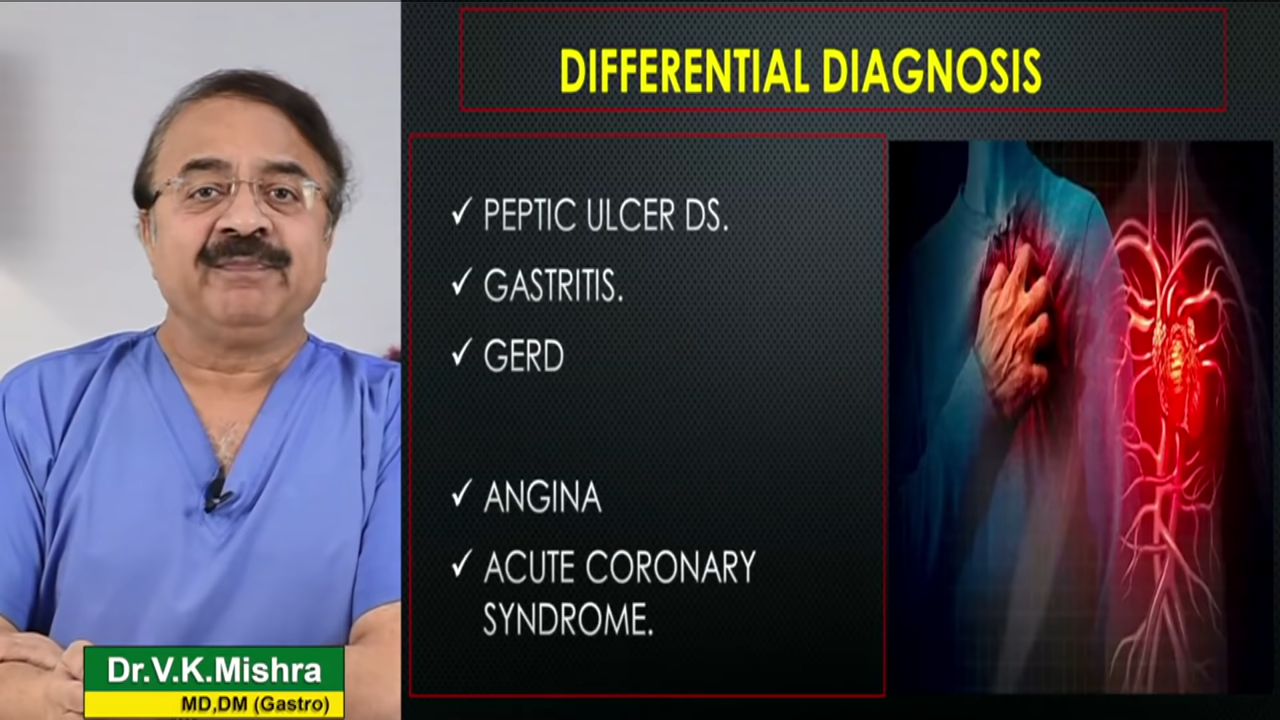 DIFFERENTIAL DIAGNOSIS
✓ PEPTIC ULCER DS.
✓ GASTRITIS.
✓ GERD
✓ ANGINA
✓ ACUTE CORONARY
SYNDROME.
Dr.V.K.Mishra
MD,DM (Gastro)